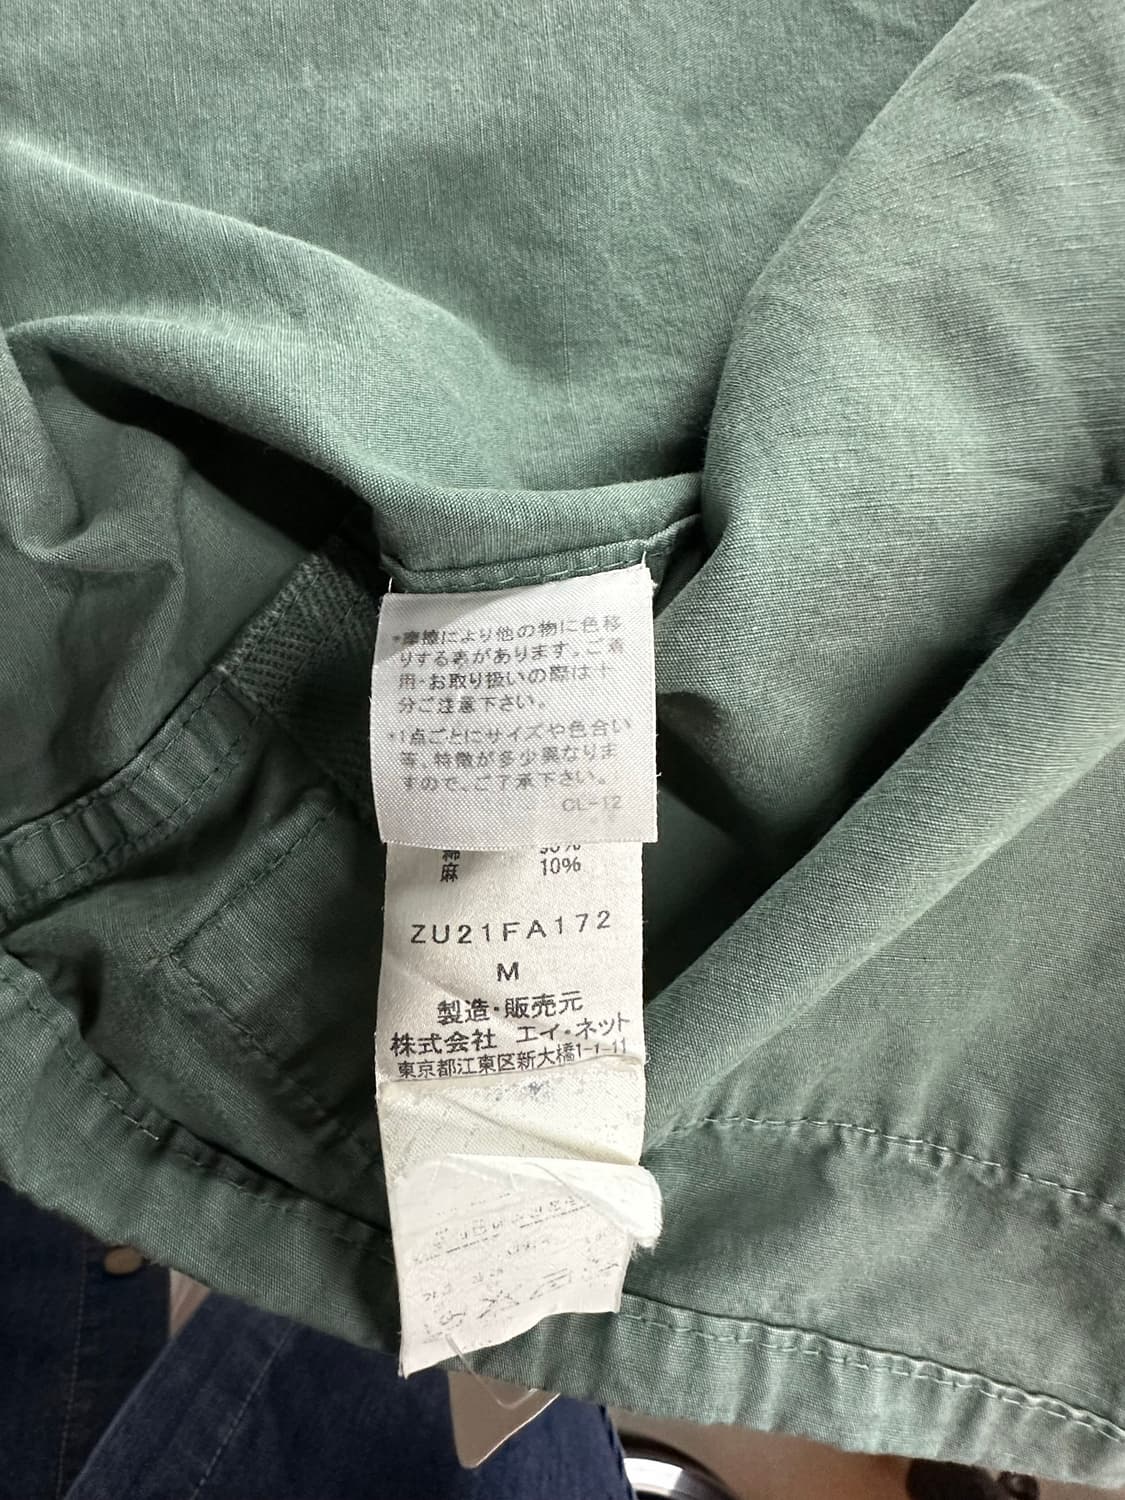 *摩擦により他の物に色移
りする恐があります。ご着
用・お取り扱いの際は十
分ご注意下さい。
*1点ごとにサイズや色合い
等、特徴が多少異なりま
すので、ご了承下さい。
CL-12
綿 90%
麻 10%
ZU21FA172
M
製造・販売元
株式会社 エイ・ネット
東京都江東区新大橋1-1-11